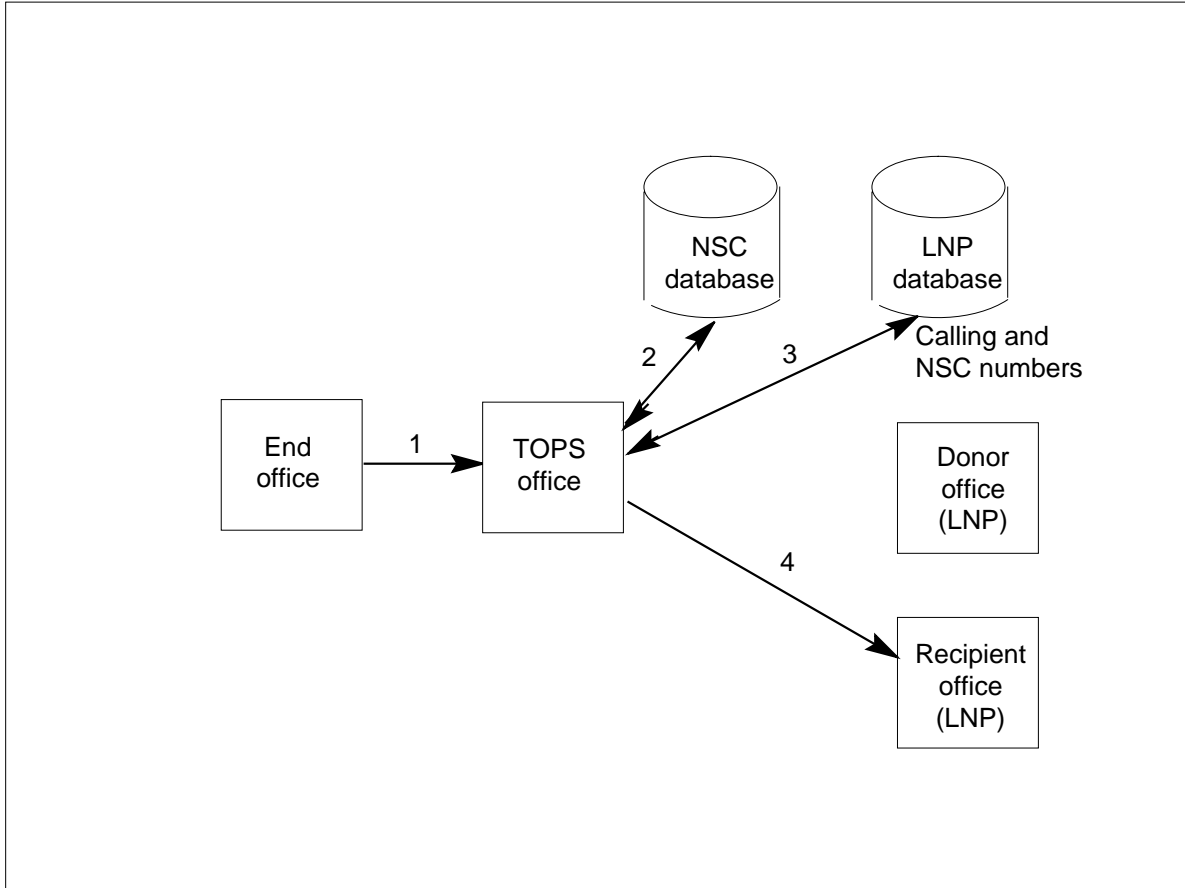 NSC
database
LNP
database
Calling and
NSC numbers
2
3
End
office
1
TOPS
office
Donor
office
(LNP)
4
Recipient
office
(LNP)